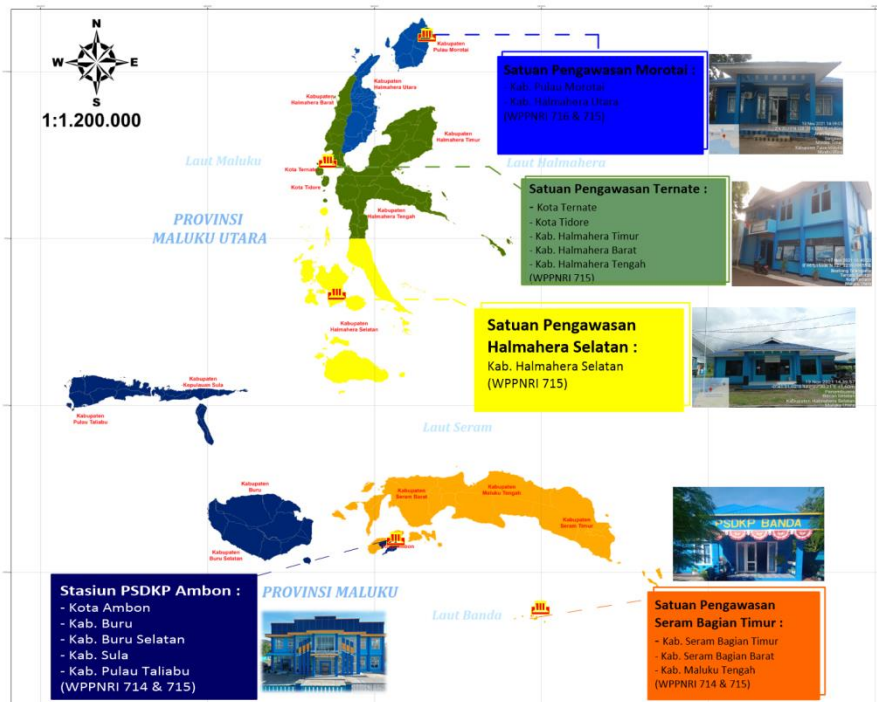 N
W
E
S
1:1.200.000
Kabupaten
Pulau Morotai
Kabupaten
Halmahera Utara
Kabupaten
Halmahera Barat
Kabupaten
Halmahera Timur
Laut Maluku
Laut Halmahera
Kota Ternate
Kota Tidore
Kabupaten
Halmahera Tengah
PROVINSI
MALUKU UTARA
Satuan Pengawasan Morotai :
- Kab. Pulau Morotai
- Kab. Halmahera Utara
(WPPNRI 716 & 715)
Satuan Pengawasan Ternate :
- Kota Ternate
- Kota Tidore
- Kab. Halmahera Timur
- Kab. Halmahera Barat
- Kab. Halmahera Tengah
(WPPNRI 715)
Kabupaten
Halmahera Selatan
Satuan Pengawasan
Halmahera Selatan :
Kab. Halmahera Selatan
(WPPNRI 715)
Kabupaten
Kepulauan Sula
Kabupaten
Pulau Taliabu
Laut Seram
Kabupaten
Buru
Kabupaten
Buru Selatan
Kabupaten
Seram Barat
Kabupaten
Maluku Tengah
Kabupaten
Seram Timur
PSDKP BANDA
Stasiun PSDKP Ambon :
- Kota Ambon
- Kab. Buru
- Kab. Buru Selatan
- Kab. Sula
- Kab. Pulau Taliabu
(WPPNRI 714 & 715)
PROVINSI MALUKU
Laut Banda
Satuan Pengawasan
Seram Bagian Timur :
- Kab. Seram Bagian Timur
- Kab. Seram Bagian Barat
- Kab. Maluku Tengah
(WPPNRI 714 & 715)